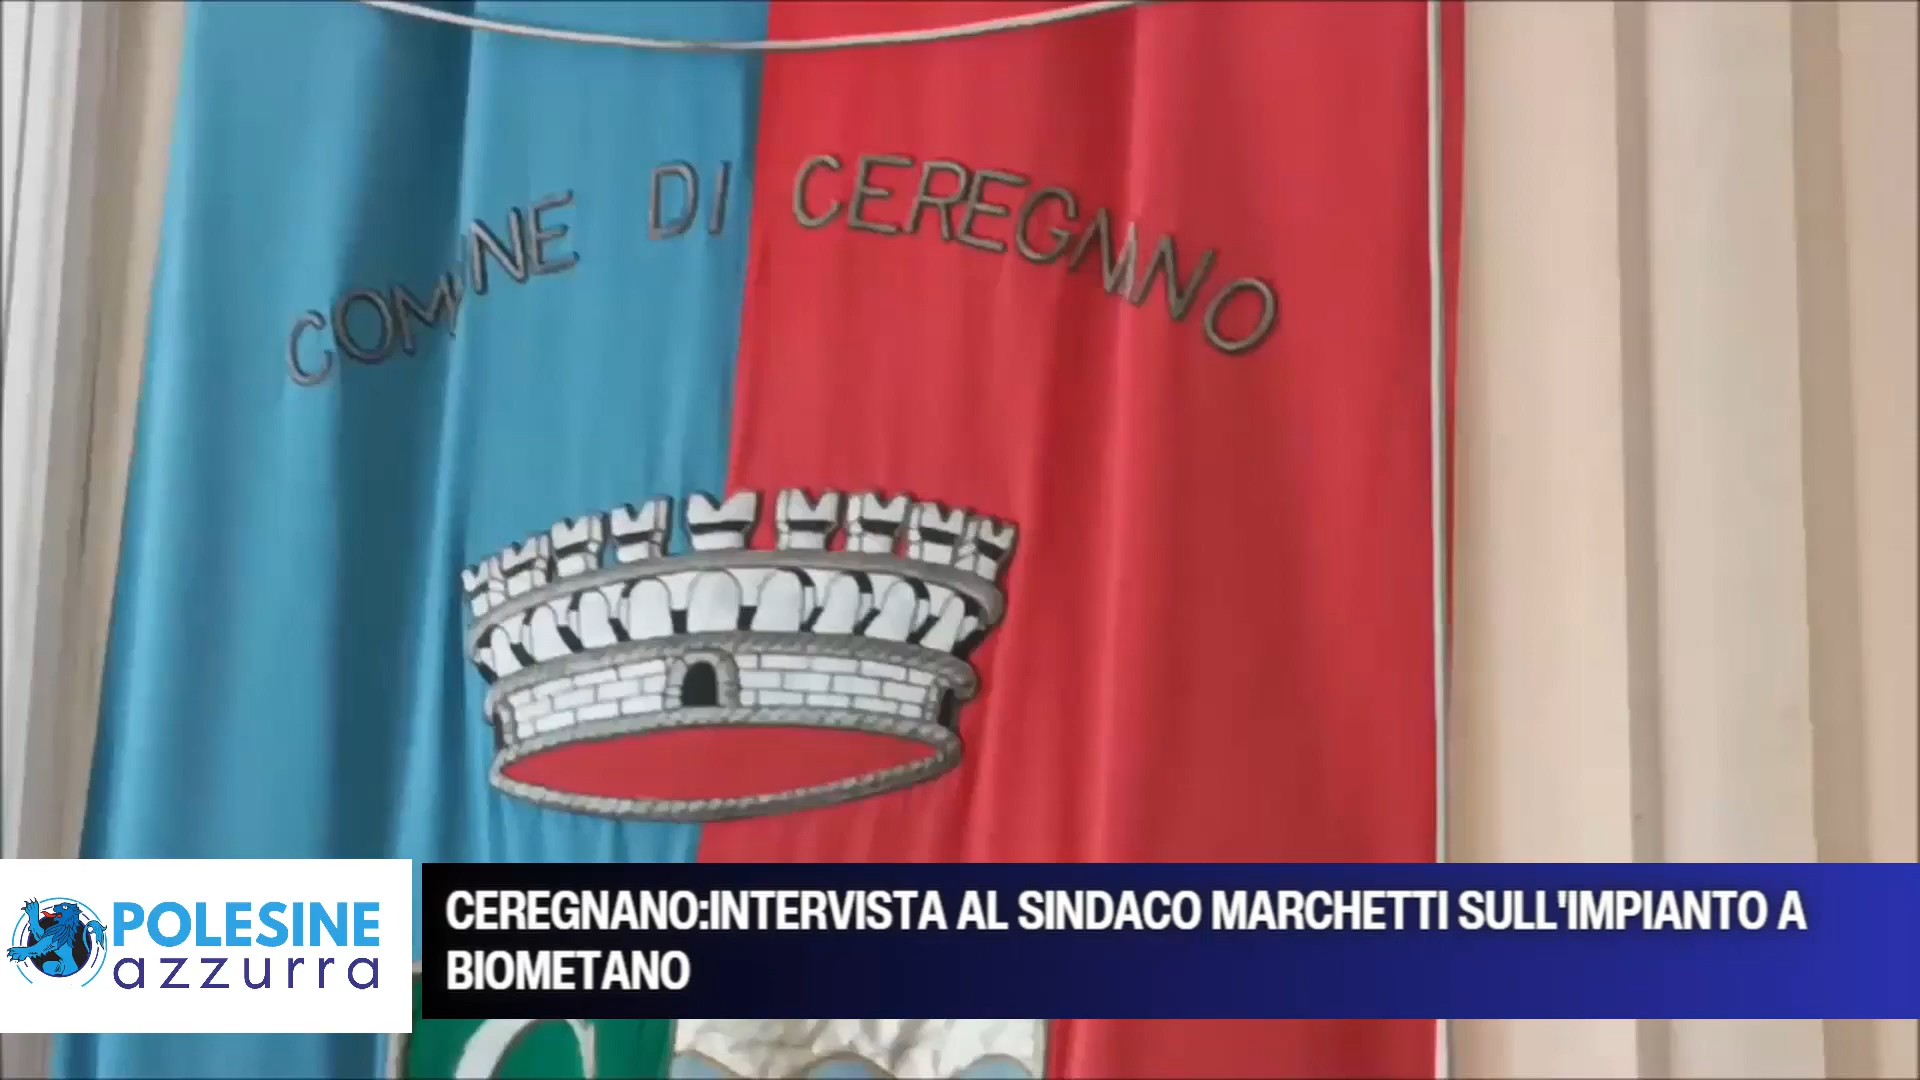 COMUNE DI CEREGNANO
POLESINE
azzurra
CEREGNANO:INTERVISTA AL SINDACO MARCHETTI SULL'IMPIANTO A
BIOMETANO